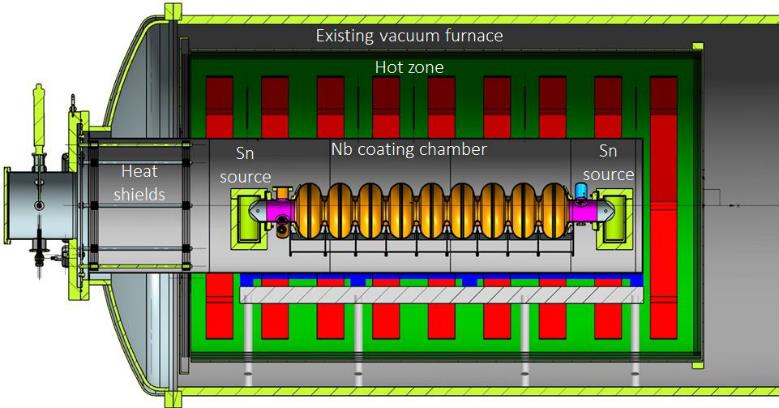 Existing vacuum furnace
Hot zone
Nb coating chamber
Sn
source
Sn
source
Heat
shields